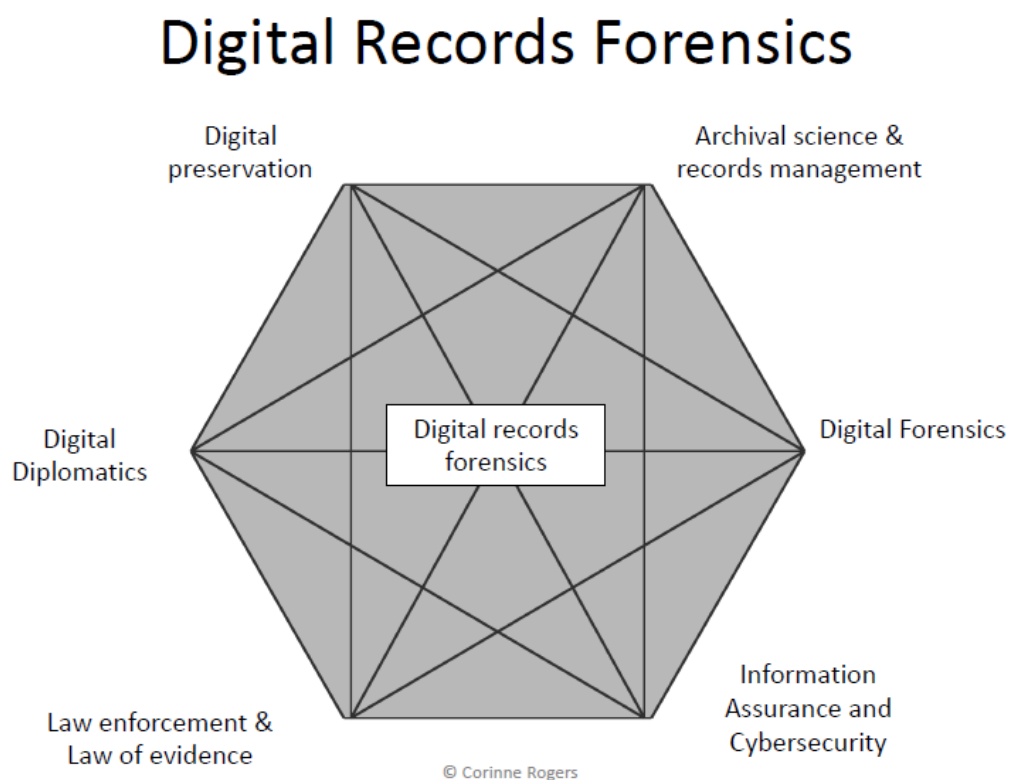 Digital Records Forensics
Digital
preservation
Archival science &
records management
Digital
Diplomatics
Digital records
forensics
Digital Forensics
Law enforcement &
Law of evidence
Information
Assurance and
Cybersecurity
© Corinne Rogers